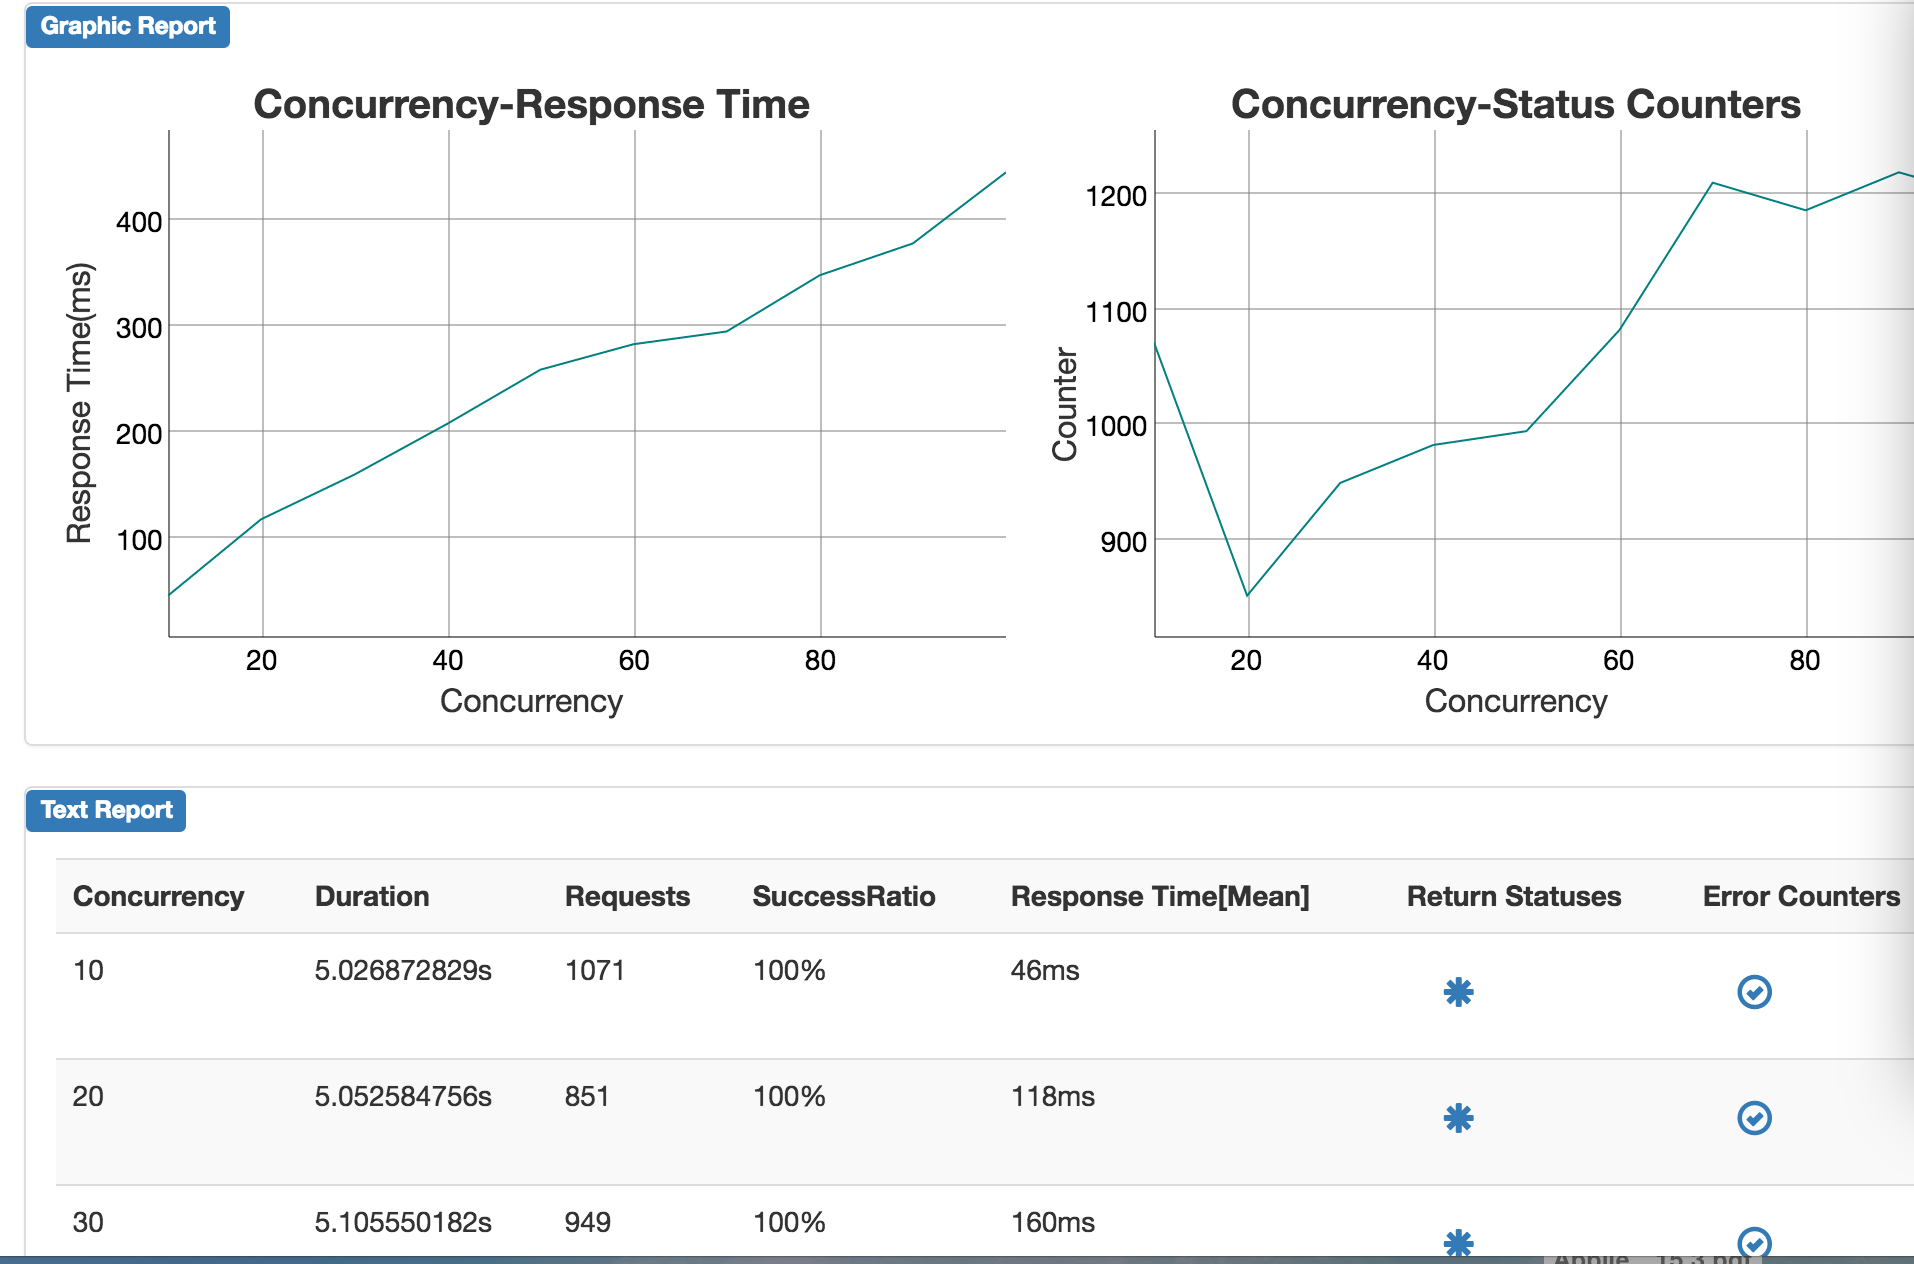 Graphic Report
Concurrency-Response Time
Response Time(ms)
400
300
200
100
20 40 60 80
Concurrency
Concurrency-Status Counters
Counter
1200
1100
1000
900
20 40 60 80
Concurrency
Text Report
Concurrency Duration Requests SuccessRatio Response Time[Mean] Return Statuses Error Counters
10 5.026872829s 1071 100% 46ms
20 5.052584756s 851 100% 118ms
30 5.105550182s 949 100% 160ms